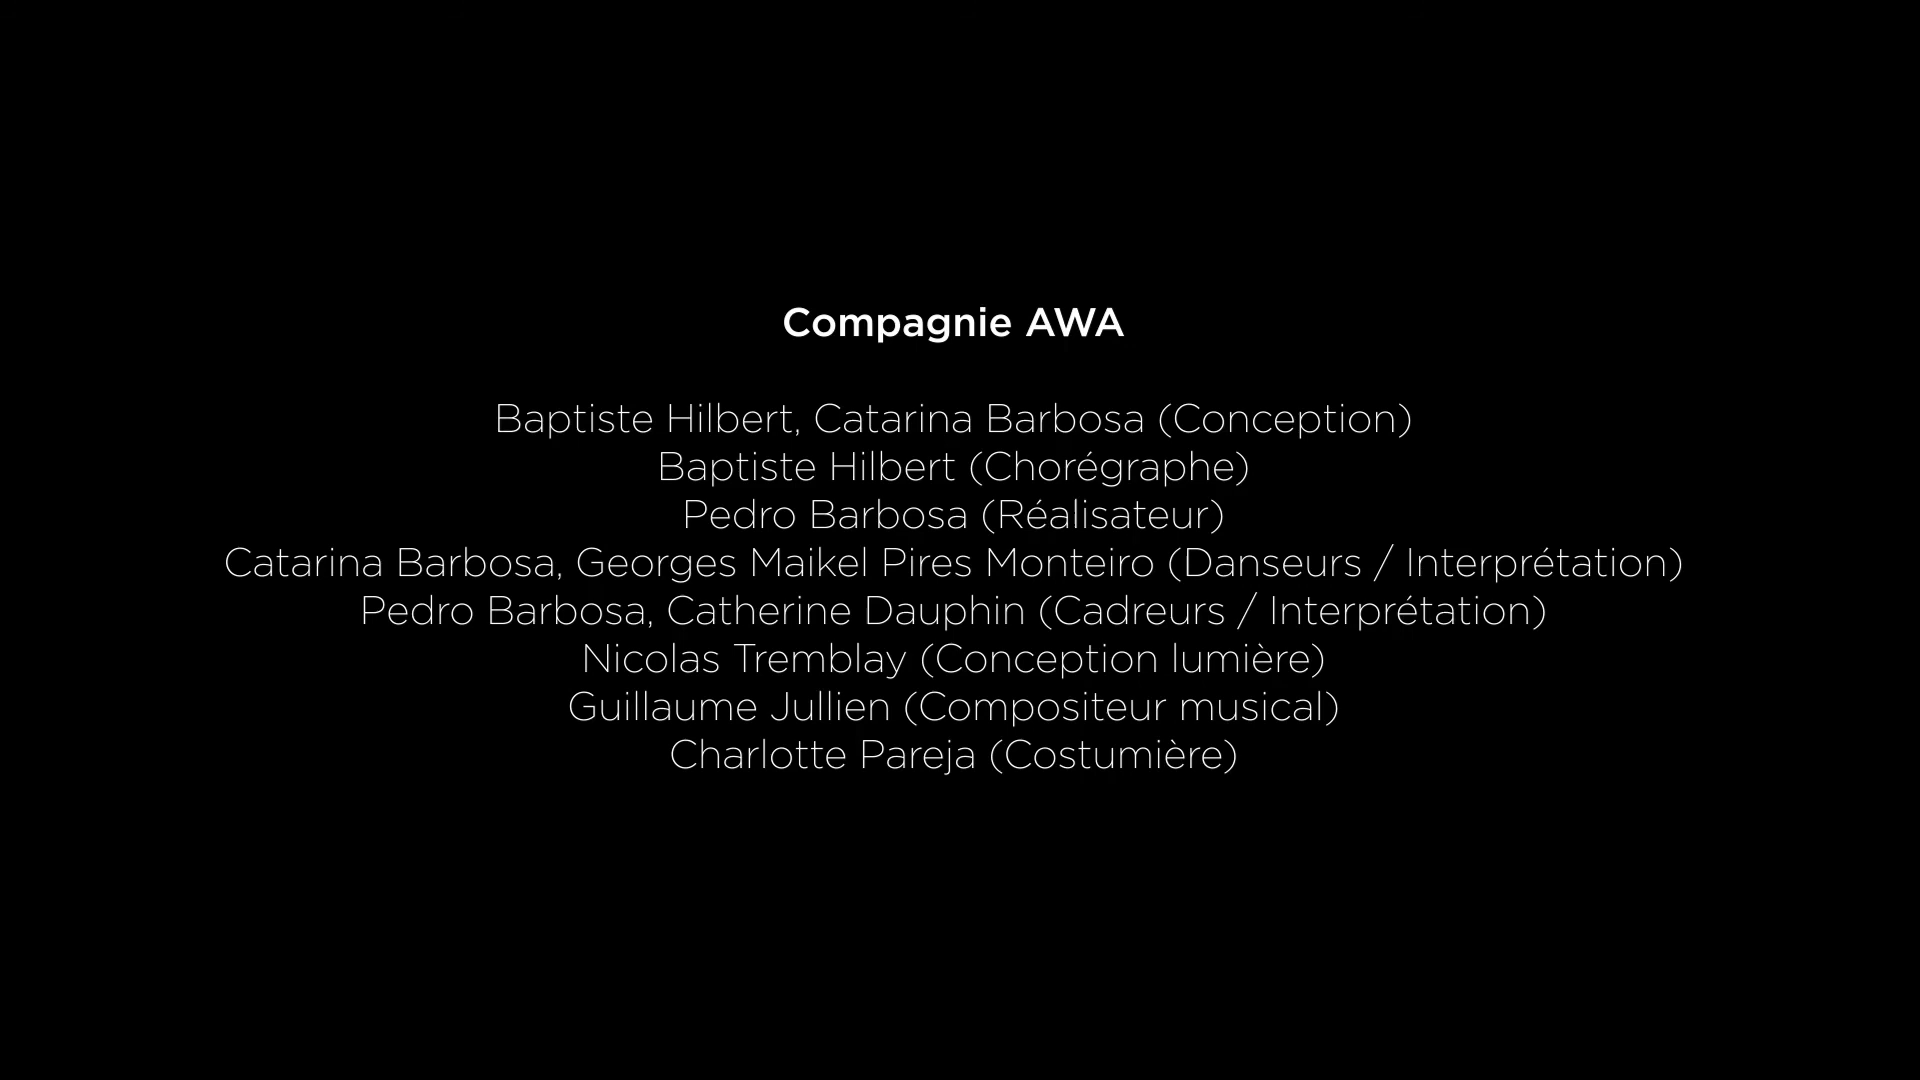 Compagnie AWA
Baptiste Hilbert, Catarina Barbosa (Conception)
Baptiste Hilbert (Chorégraphe)
Pedro Barbosa (Réalisateur)
Catarina Barbosa, Georges Maikel Pires Monteiro (Danseurs / Interprétation)
Pedro Barbosa, Catherine Dauphin (Cadreurs / Interprétation)
Nicolas Tremblay (Conception lumière)
Guillaume Jullien (Compositeur musical)
Charlotte Pareja (Costumière)